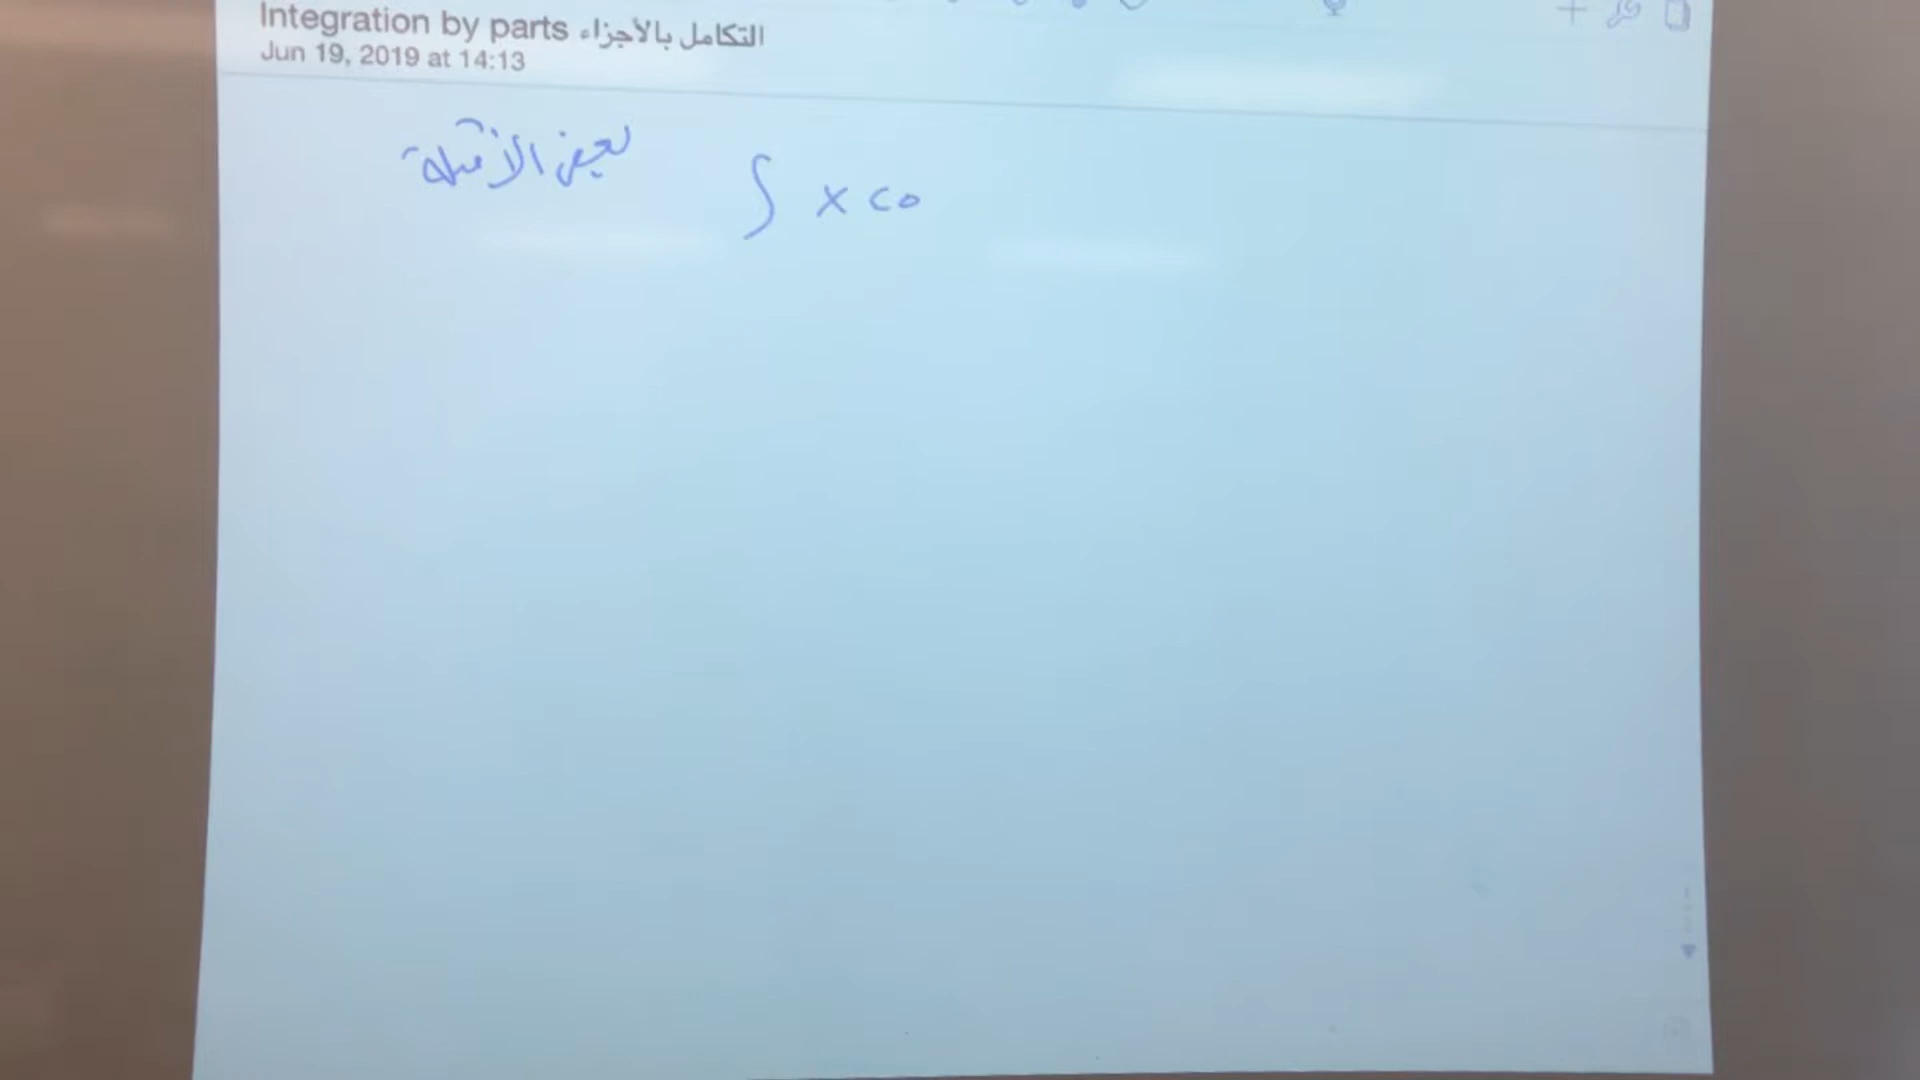 Integration by parts التكامل بالأجزاء
Jun 19, 2019 at 14:13
بعض الأمثلة
∫ x co